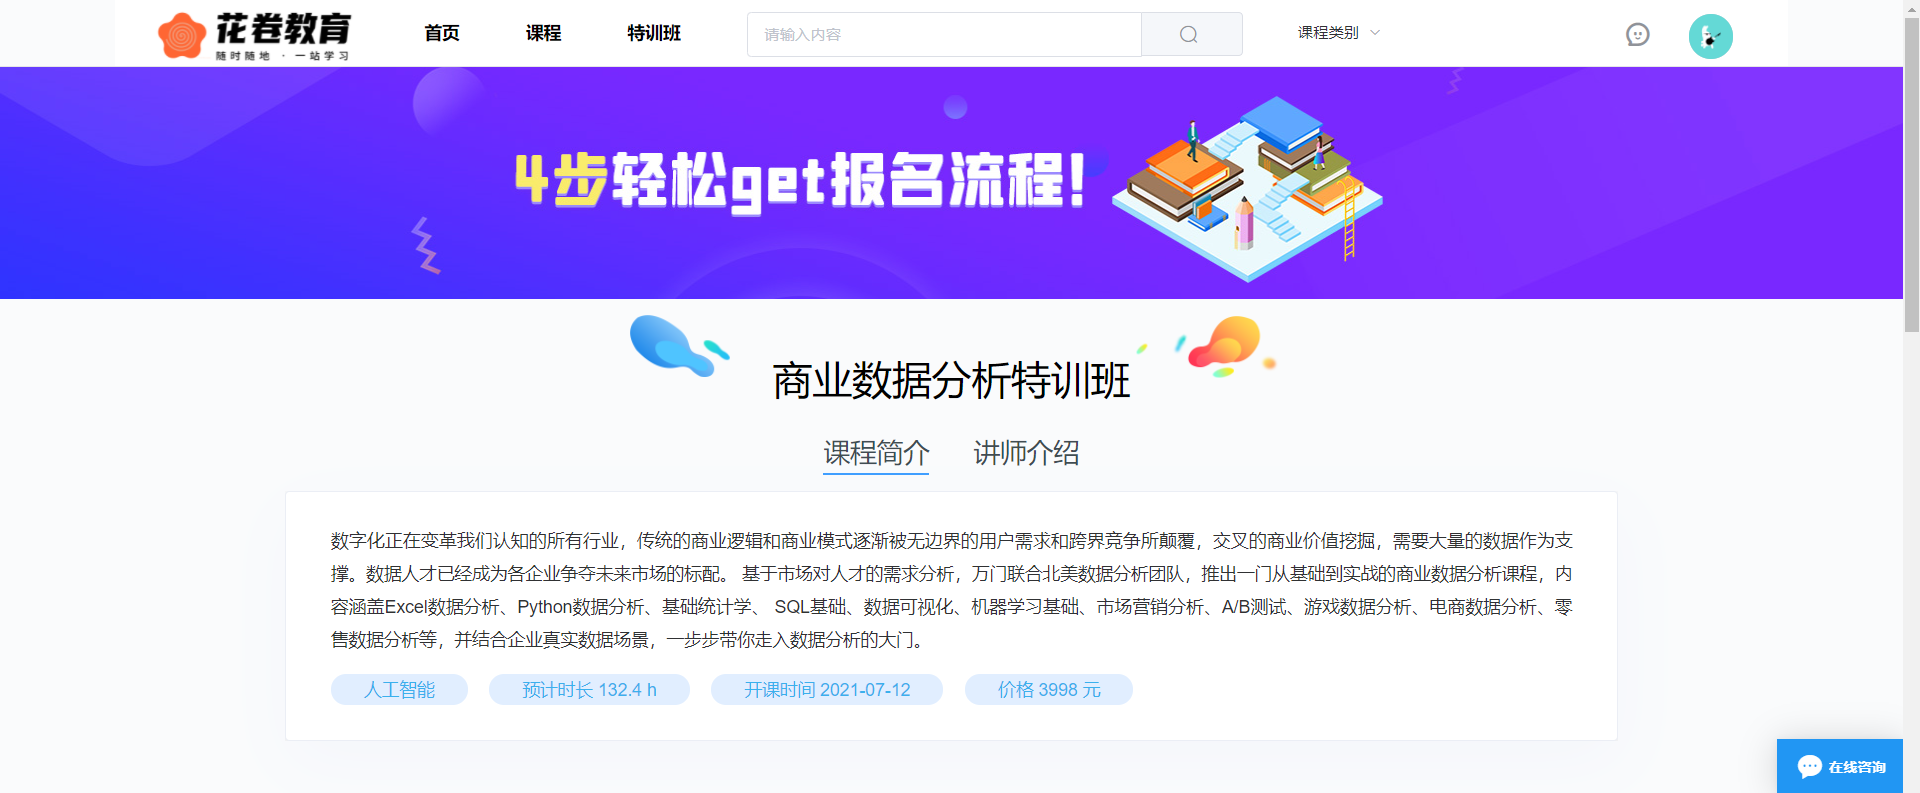 花卷教育
随时随地 · 一站学习
首页
课程
特训班
请输入内容
课程类别
4步轻松get报名流程!
商业数据分析特训班
课程简介
讲师介绍
数字化正在变革我们认知的所有行业，传统的商业逻辑和商业模式逐渐被无边界的用户需求和跨界竞争所颠覆，交叉的商业价值挖掘，需要大量的数据作为支
撑。数据人才已经成为各企业争夺未来市场的标配。 基于市场对人才的需求分析，万门联合北美数据分析团队，推出一门从基础到实战的商业数据分析课程，内
容涵盖Excel数据分析、Python数据分析、基础统计学、 SQL基础、数据可视化、机器学习基础、市场营销分析、A/B测试、游戏数据分析、电商数据分析、零
售数据分析等，并结合企业真实数据场景，一步步带你走入数据分析的大门。
人工智能
预计时长 132.4 h
开课时间 2021-07-12
价格 3998 元
在线咨询